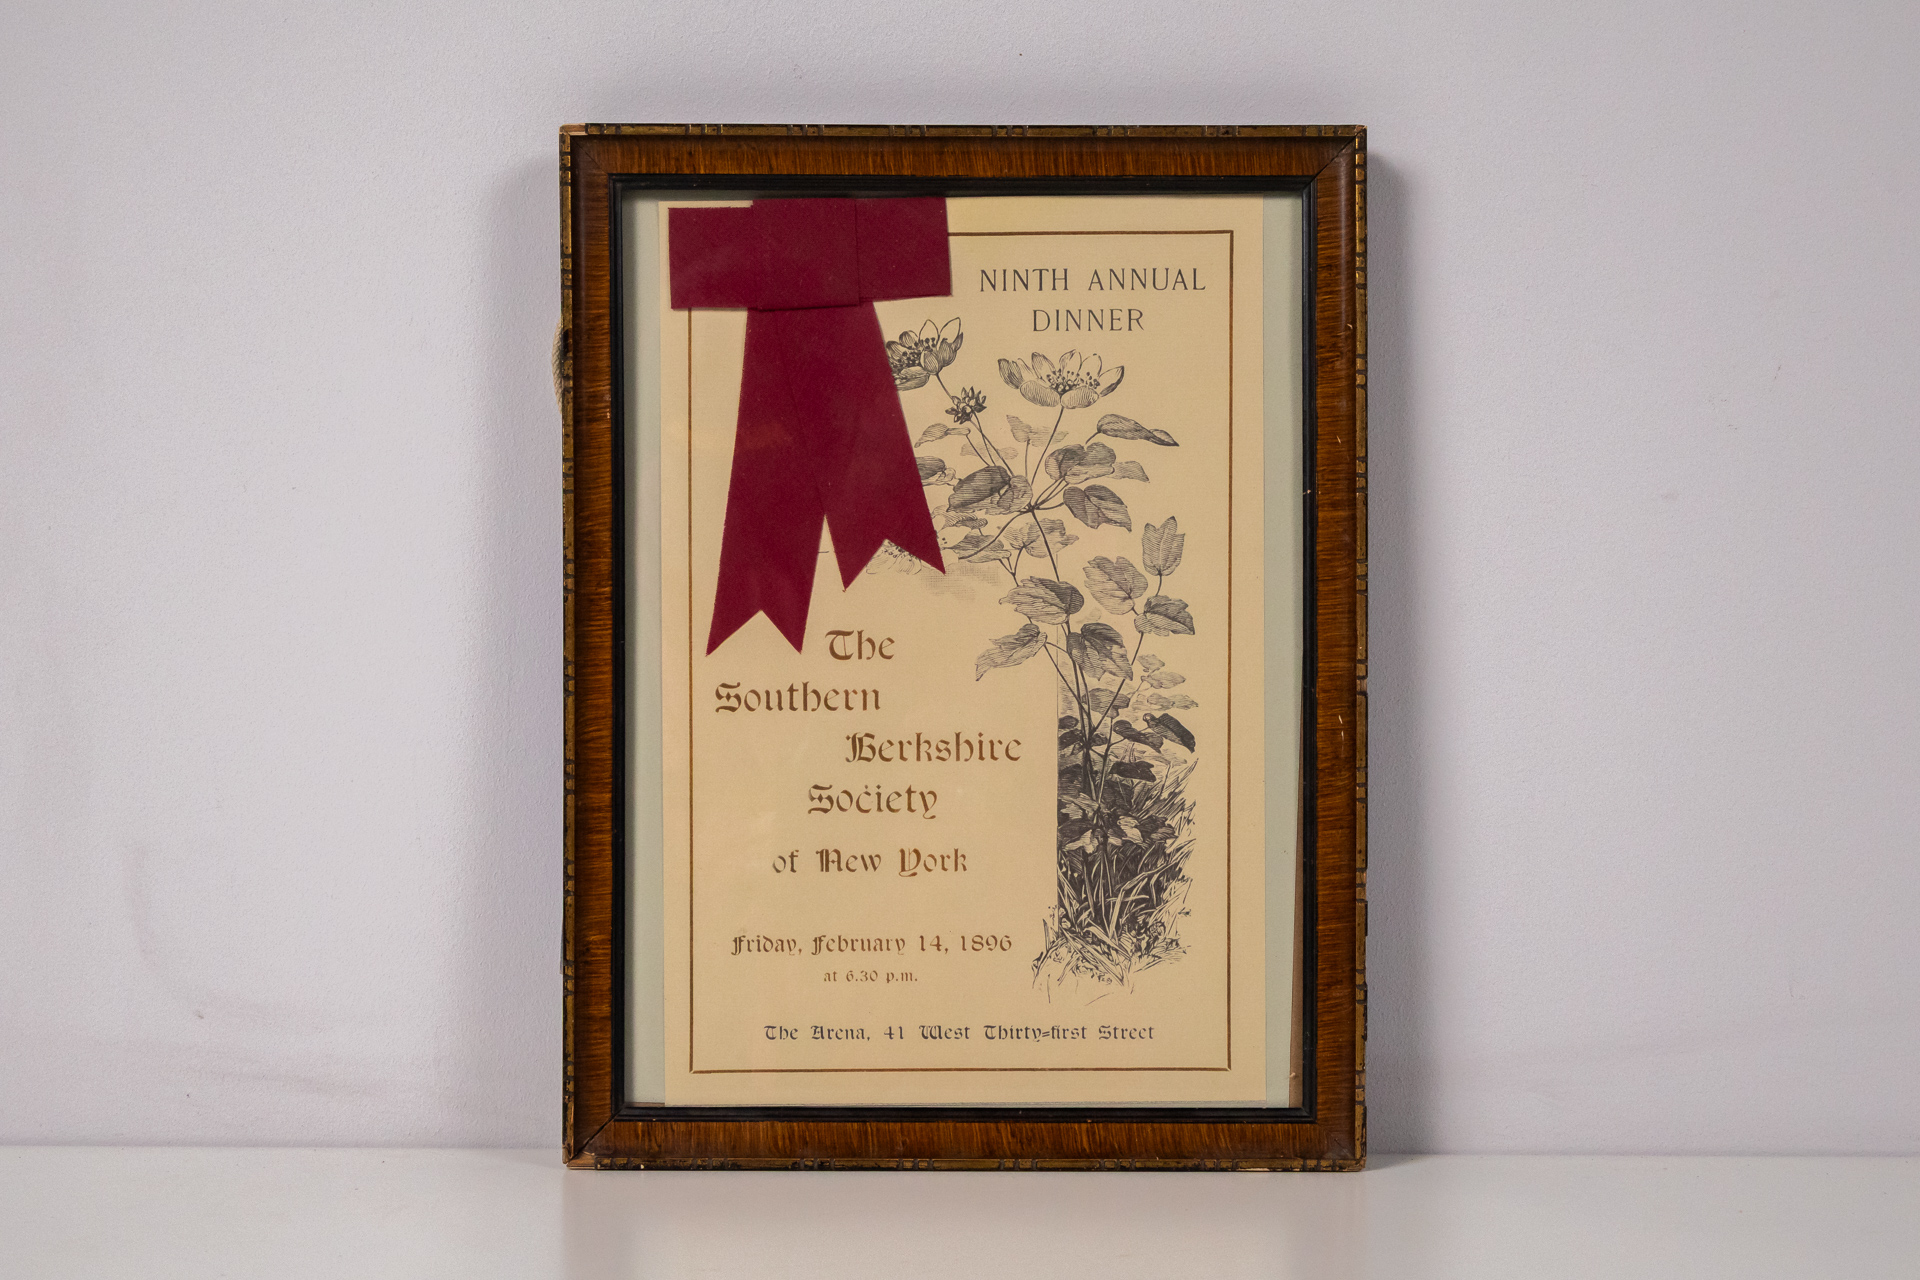 NINTH ANNUAL
DINNER
The
Southern
Berkshire
Society
of New York
Friday, February 14, 1896
at 6.30 p.m.
The Arena, 41 West Thirty=first Street